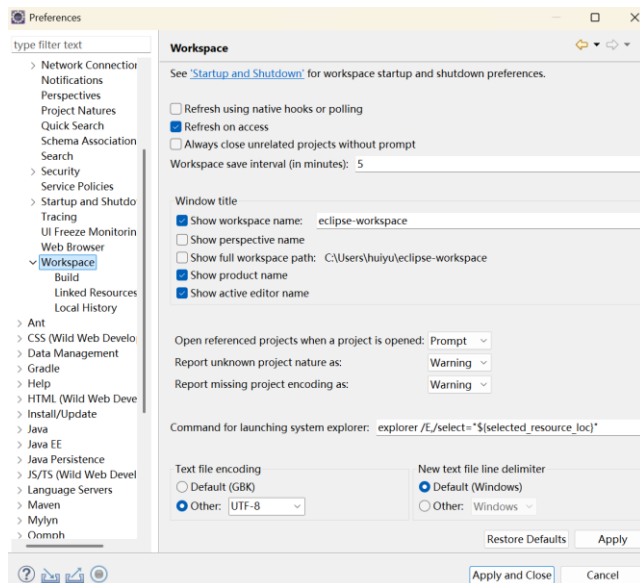 Preferences
type filter text
Network Connection
Notifications
Perspectives
Project Natures
Quick Search
Schema Association
Search
Security
Service Policies
Startup and Shutdo
Tracing
UI Freeze Monitorin
Web Browser
Workspace
Build
Linked Resources
Local History
Ant
CSS (Wild Web Develo
Data Management
Gradle
Help
HTML (Wild Web Deve
Install/Update
Java
Java EE
Java Persistence
JS/TS (Wild Web Devel
Language Servers
Maven
Mylyn
Oomph
Workspace
See 'Startup and Shutdown' for workspace startup and shutdown preferences.
Refresh using native hooks or polling
Refresh on access
Always close unrelated projects without prompt
Workspace save interval (in minutes): 5
Window title
Show workspace name: eclipse-workspace
Show perspective name
Show full workspace path: C:\Users\huiyu\eclipse-workspace
Show product name
Show active editor name
Open referenced projects when a project is opened: Prompt
Report unknown project nature as: Warning
Report missing project encoding as: Warning
Command for launching system explorer: explorer /E,/select="${selected_resource_loc}"
Text file encoding
Default (GBK)
Other: UTF-8
New text file line delimiter
Default (Windows)
Other: Windows
Restore Defaults Apply
Apply and Close Cancel